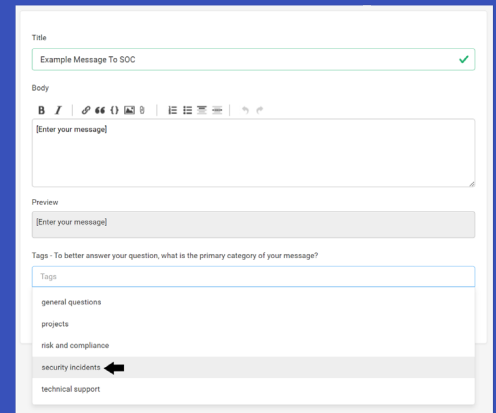 Title
Example Message To SOC
Body
B I
[Enter your message]
Preview
[Enter your message]
Tags - To better answer your question, what is the primary category of your message?
Tags
general questions
projects
risk and compliance
security incidents
technical support